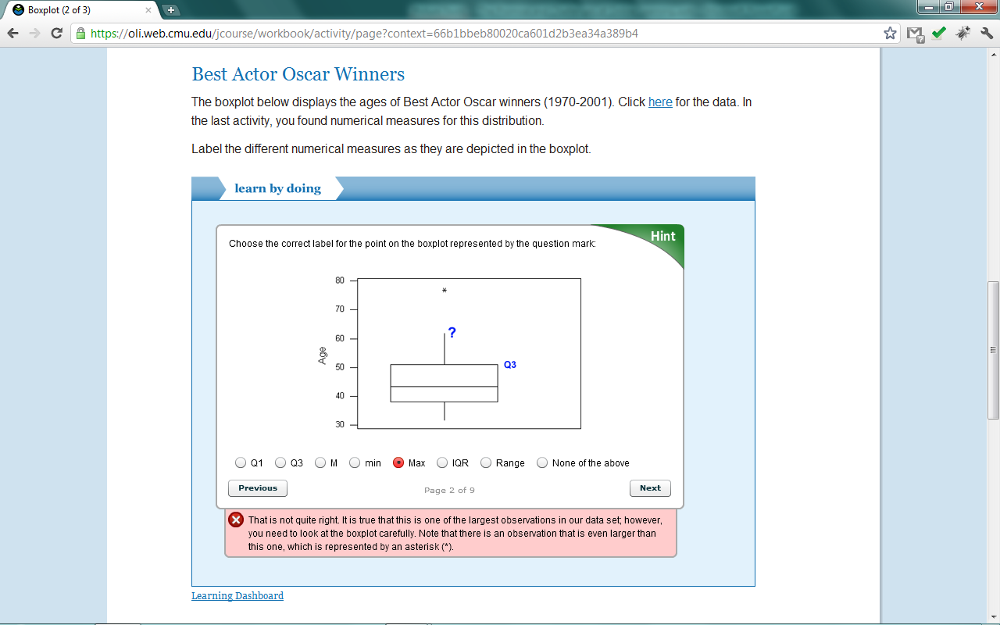 Boxplot (2 of 3)
https://oli.web.cmu.edu/jcourse/workbook/activity/page?context=66b1bbeb80020ca601d2b3ea34a389b4
Best Actor Oscar Winners
The boxplot below displays the ages of Best Actor Oscar winners (1970-2001). Click here for the data. In
the last activity, you found numerical measures for this distribution.
Label the different numerical measures as they are depicted in the boxplot.
learn by doing
Hint
Choose the correct label for the point on the boxplot represented by the question mark:
80
*
70
?
60
Age
Q3
50
40
30
Q1 Q3 M min Max IQR Range None of the above
Previous Page 2 of 9 Next
That is not quite right. It is true that this is one of the largest observations in our data set; however,
you need to look at the boxplot carefully. Note that there is an observation that is even larger than
this one, which is represented by an asterisk (*).
Learning Dashboard